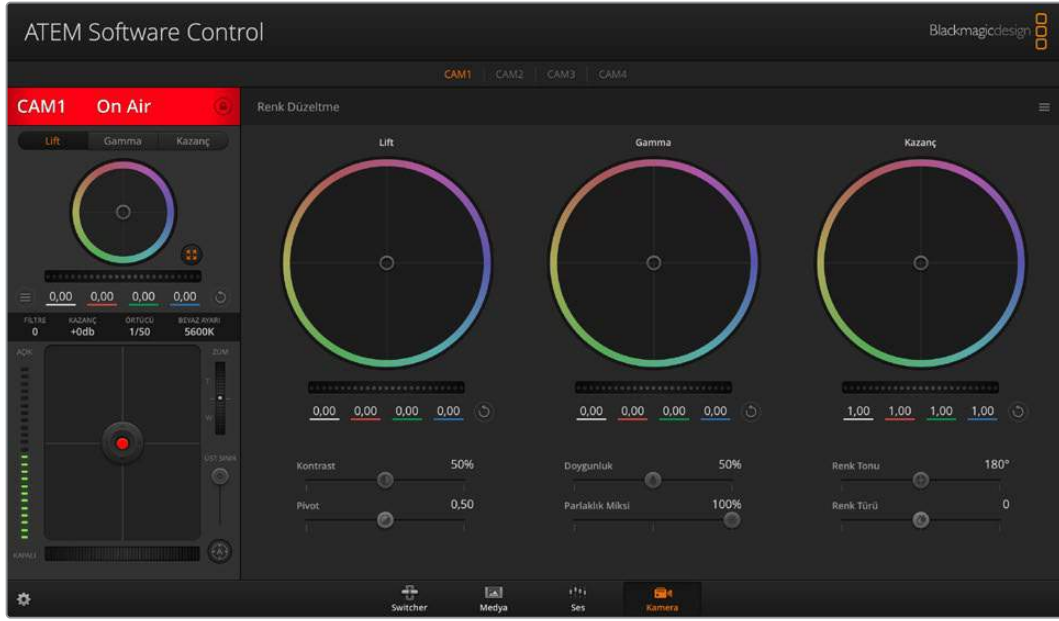 ATEM Software Control
Blackmagicdesign
CAM1 CAM2 CAM3 CAM4
CAM1 On Air
Renk Düzeltme
Lift Gamma Kazanç
Lift Gamma Kazanç
0,00 0,00 0,00 0,00
FİLTRE KAZANÇ ÖRTÜCÜ BEYAZ AYARI
0 +0db 1/50 5600K
AÇIK ZUM
T
W
ÜST SINIR
KAPALI
0,00 0,00 0,00 0,00
0,00 0,00 0,00 0,00
1,00 1,00 1,00 1,00
Kontrast 50%
Doygunluk 50%
Renk Tonu 180°
Pivot 0,50
Parlaklık Miksi 100%
Renk Türü 0
Switcher Medya Ses Kamera